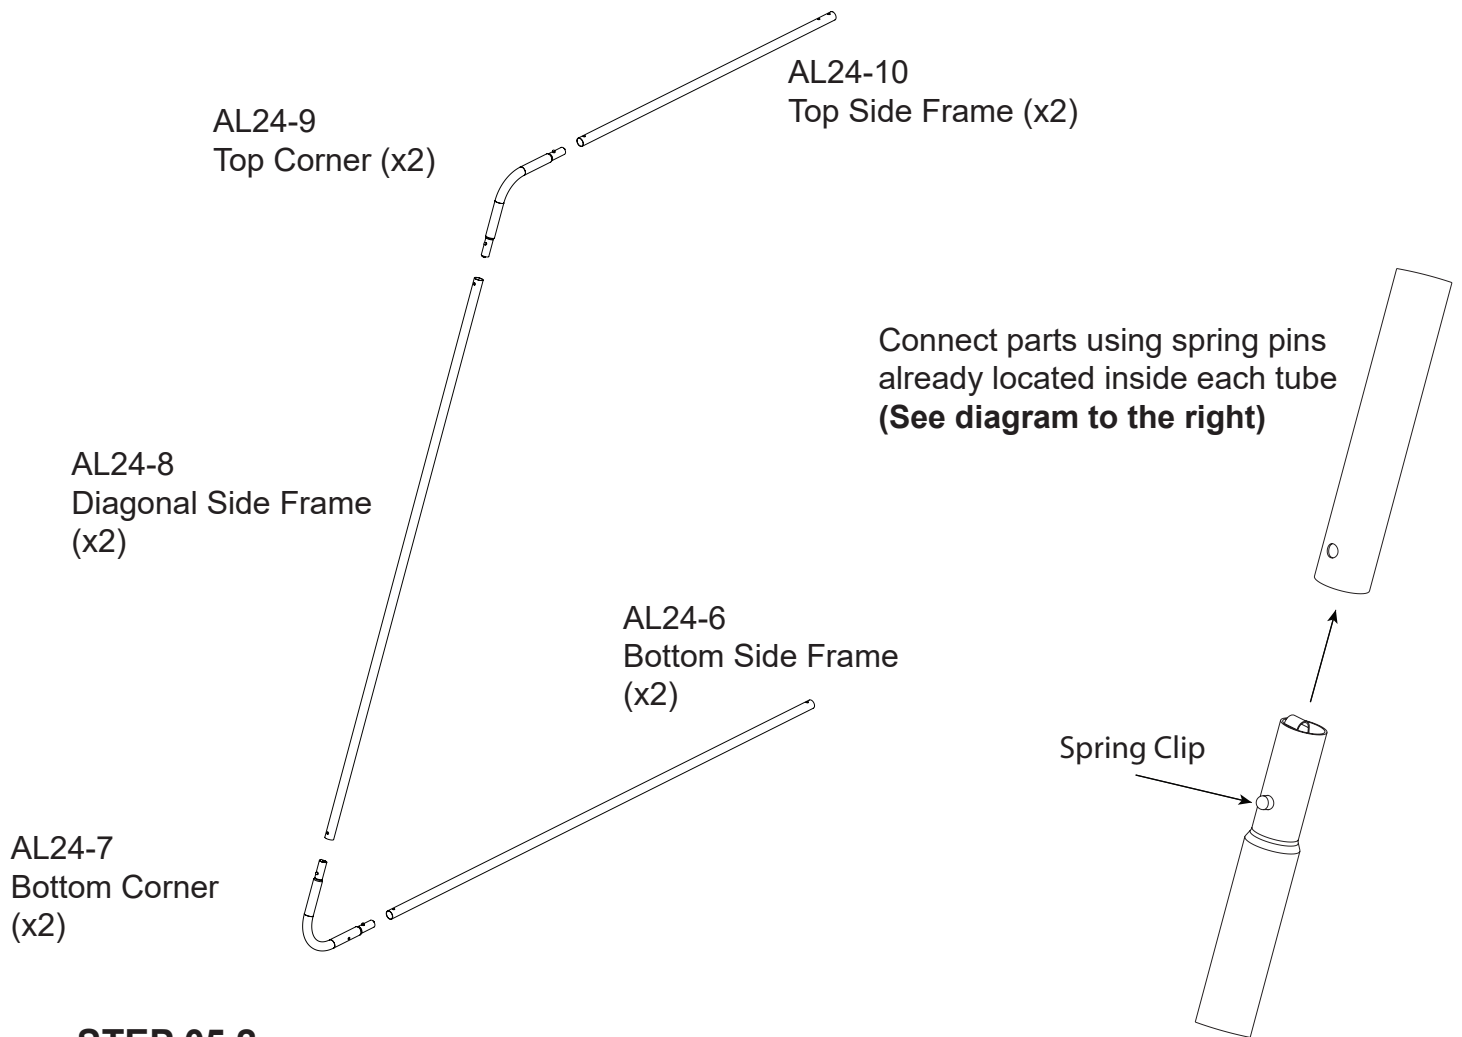 AL24-10
Top Side Frame (x2)
AL24-9
Top Corner (x2)
Connect parts using spring pins
already located inside each tube
(See diagram to the right)
AL24-8
Diagonal Side Frame
(x2)
AL24-6
Bottom Side Frame
(x2)
Spring Clip
AL24-7
Bottom Corner
(x2)